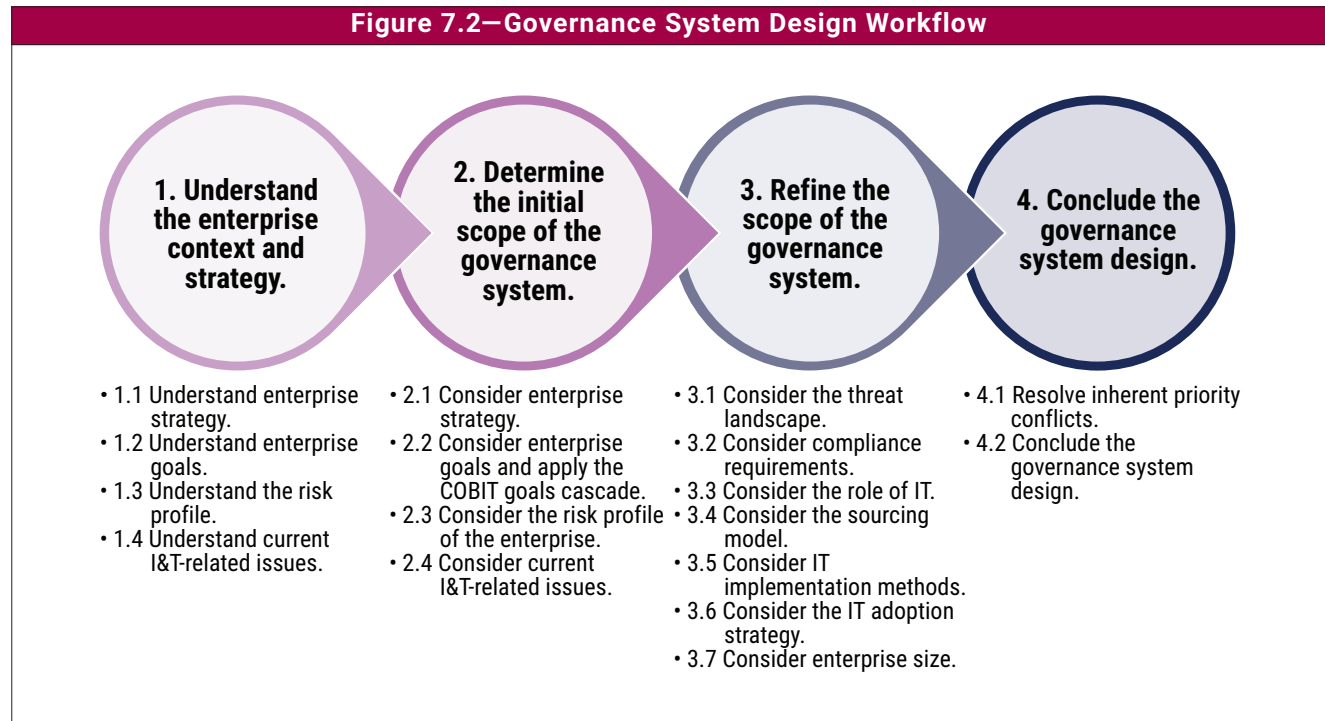 Figure 7.2—Governance System Design Workflow
1. Understand
the enterprise
context and
strategy.
2. Determine
the initial
scope of the
governance
system.
3. Refine the
scope of the
governance
system.
4. Conclude the
governance
system design.
• 1.1 Understand enterprise
strategy.
• 1.2 Understand enterprise
goals.
• 1.3 Understand the risk
profile.
• 1.4 Understand current
I&T-related issues.
• 2.1 Consider enterprise
strategy.
• 2.2 Consider enterprise
goals and apply the
COBIT goals cascade.
• 2.3 Consider the risk profile
of the enterprise.
• 2.4 Consider current
I&T-related issues.
• 3.1 Consider the threat
landscape.
• 3.2 Consider compliance
requirements.
• 3.3 Consider the role of IT.
• 3.4 Consider the sourcing
model.
• 3.5 Consider IT
implementation methods.
• 3.6 Consider the IT adoption
strategy.
• 3.7 Consider enterprise size.
• 4.1 Resolve inherent priority
conflicts.
• 4.2 Conclude the
governance system
design.